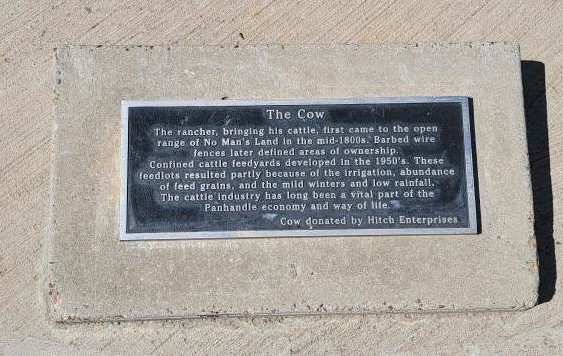 The Cow
The rancher, bringing his cattle, first came to the open
range of No Man's Land in the mid-1800s. Barbed wire
fences later defined areas of ownership.
Confined cattle feedyards developed in the 1950's. These
feedlots resulted partly because of the irrigation, abundance
of feed grains, and the mild winters and low rainfall.
The cattle industry has long been a vital part of the
Panhandle economy and way of life.
Cow donated by Hitch Enterprises